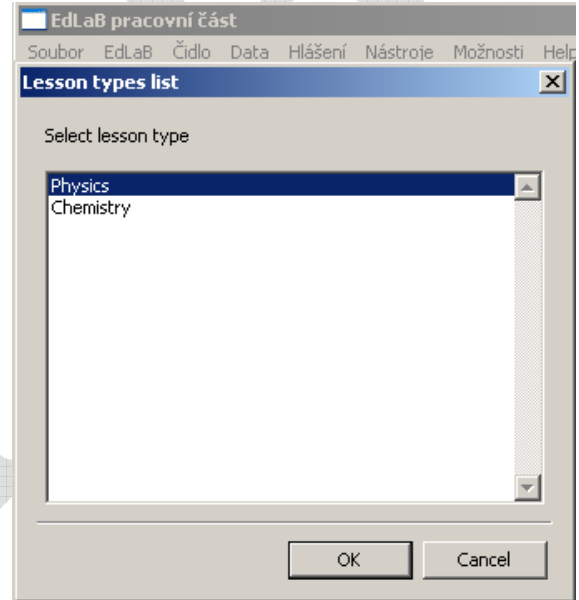 EdLaB pracovní část
Soubor EdLaB Čidlo Data Hlášení Nástroje Možnosti Help
Lesson types list
Select lesson type
Physics
Chemistry
OK Cancel